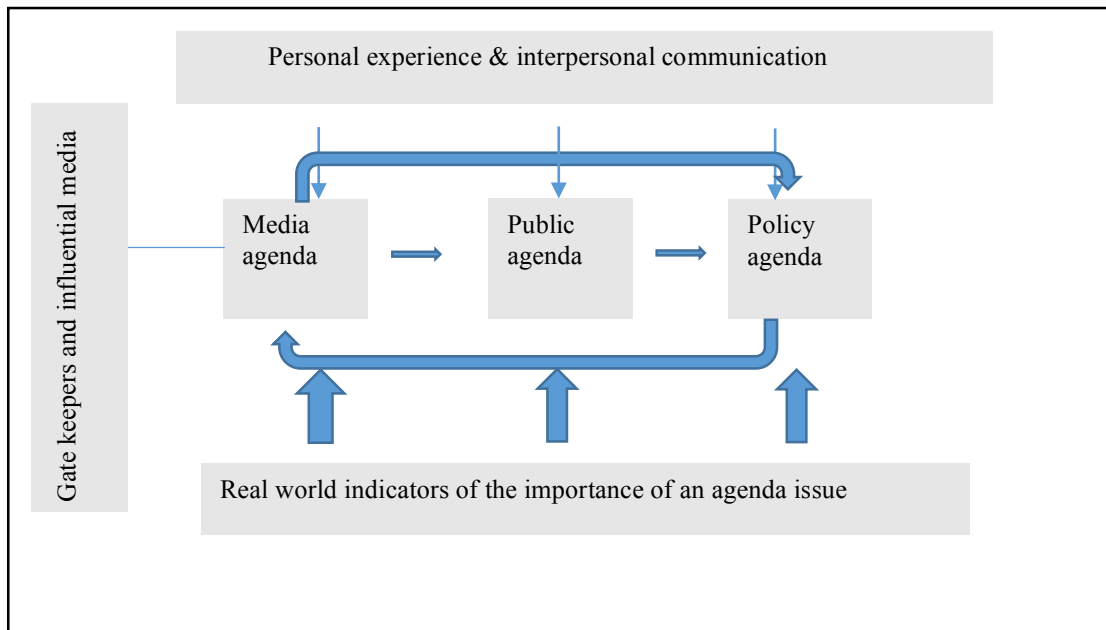 Personal experience & interpersonal communication
Gate keepers and influential media
Media
agenda
Public
agenda
Policy
agenda
Real world indicators of the importance of an agenda issue